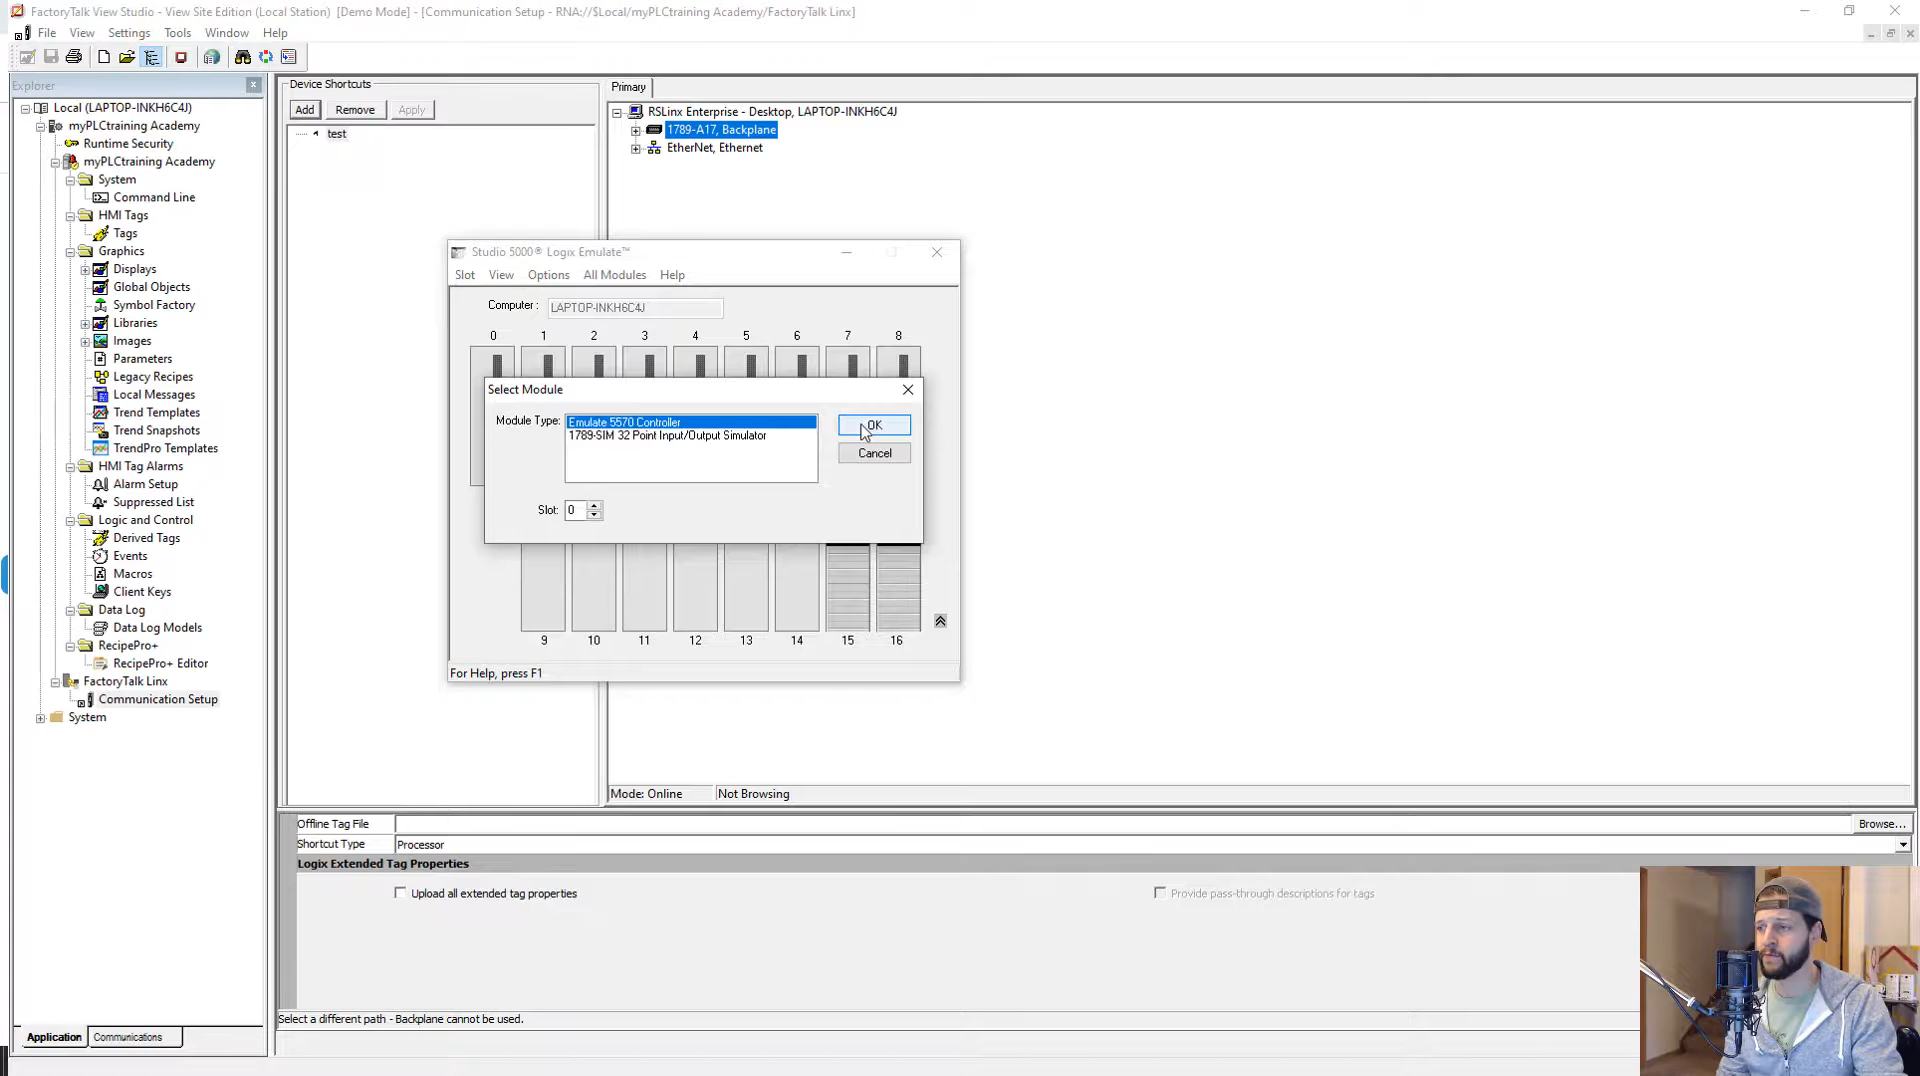 FactoryTalk View Studio - View Site Edition (Local Station)  [Demo Mode] - [Communication Setup - RNA://$Local/myPLCtraining Academy/FactoryTalk Linx]
File View Settings Tools Window Help
Explorer
Local (LAPTOP-INKH6C4J)
myPLCtraining Academy
Runtime Security
myPLCtraining Academy
System
Command Line
HMI Tags
Tags
Graphics
Displays
Global Objects
Symbol Factory
Libraries
Images
Parameters
Legacy Recipes
Local Messages
Trend Templates
Trend Snapshots
TrendPro Templates
HMI Tag Alarms
Alarm Setup
Suppressed List
Logic and Control
Derived Tags
Events
Macros
Client Keys
Data Log
Data Log Models
RecipePro+
RecipePro+ Editor
FactoryTalk Linx
Communication Setup
System
Application Communications
Device Shortcuts
Add Remove Apply
test
Primary
RSLinx Enterprise - Desktop, LAPTOP-INKH6C4J
1789-A17, Backplane
EtherNet, Ethernet
Studio 5000® Logix Emulate™
Slot View Options All Modules Help
Computer : LAPTOP-INKH6C4J
0 1 2 3 4 5 6 7 8
Select Module
Module Type: Emulate 5570 Controller
1789-SIM 32 Point Input/Output Simulator
OK
Cancel
Slot: 0
9 10 11 12 13 14 15 16
For Help, press F1
Mode: Online Not Browsing
Offline Tag File Browse...
Shortcut Type Processor
Logix Extended Tag Properties
Upload all extended tag properties Provide pass-through descriptions for tags
Select a different path - Backplane cannot be used.